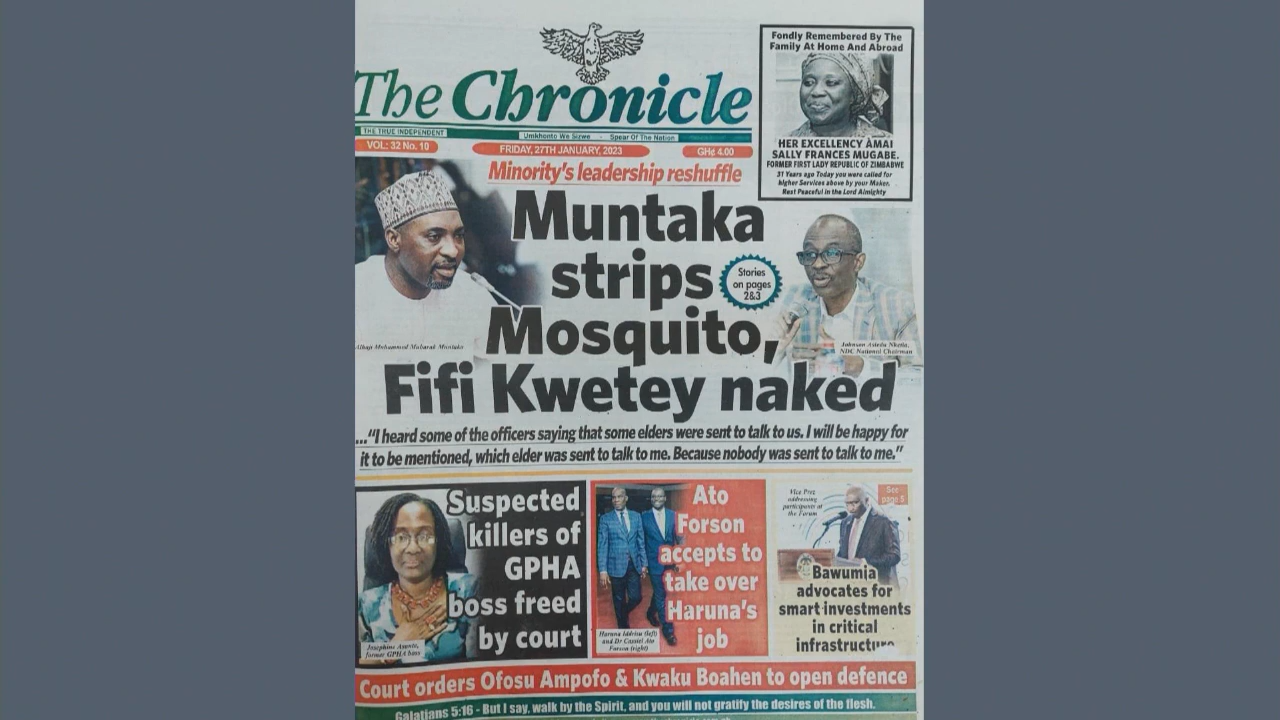 The Chronicle
THE TRUE INDEPENDENT
Umkhonto We Sizwe - Spear Of The Nation
VOL: 32 No. 10
FRIDAY, 27TH JANUARY, 2023
GH¢ 4.00
Fondly Remembered By The
Family At Home And Abroad
HER EXCELLENCY AMAI
SALLY FRANCES MUGABE.
FORMER FIRST LADY REPUBLIC OF ZIMBABWE
31 Years ago Today you were called for
higher Services above by your Maker.
Rest Peaceful in the Lord Almighty
Minority's leadership reshuffle
Muntaka
strips
Mosquito,
Fifi Kwetey naked
Stories
on pages
2&3
Alhaji Mohammed Mubarak Muntaka
Johnson Asiedu Nketia,
NDC National Chairman
..."I heard some of the officers saying that some elders were sent to talk to us. I will be happy for
it to be mentioned, which elder was sent to talk to me. Because nobody was sent to talk to me."
Suspected
killers of
GPHA
boss freed
by court
Josephine Asante,
former GPHA boss
Ato
Forson
accepts to
take over
Haruna's
job
Haruna Iddrisu (left)
and Dr Cassiel Ato
Forson (right)
Vice Prez
addressing
participants at
the Forum
See
page 5
Bawumia
advocates for
smart investments
in critical
infrastructure
Court orders Ofosu Ampofo & Kwaku Boahen to open defence
Galatians 5:16 - But I say, walk by the Spirit, and you will not gratify the desires of the flesh.